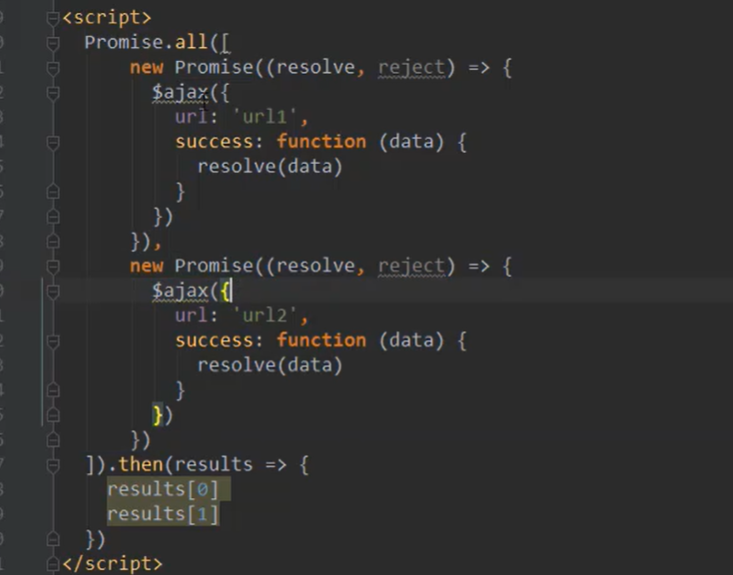 <script>
Promise.all([
new Promise((resolve, reject) => {
$ajax({
url: 'url1',
success: function (data) {
resolve(data)
}
})
}),
new Promise((resolve, reject) => {
$ajax({
url: 'url2',
success: function (data) {
resolve(data)
}
})
})
]).then(results => {
results[0]
results[1]
})
</script>